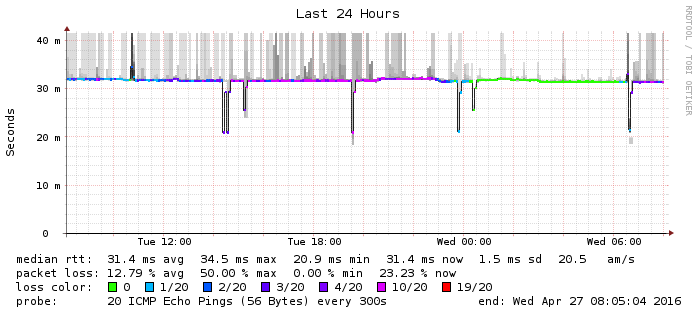 Last 24 Hours
RRDTOOL / TOBI OETIKER
Seconds
40 m
30 m
20 m
10 m
0
Tue 12:00 Tue 18:00 Wed 00:00 Wed 06:00
median rtt: 31.4 ms avg 34.5 ms max 20.9 ms min 31.4 ms now 1.5 ms sd 20.5 am/s
packet loss: 12.79 % avg 50.00 % max 0.00 % min 23.23 % now
loss color: 0 1/20 2/20 3/20 4/20 10/20 19/20
probe: 20 ICMP Echo Pings (56 Bytes) every 300s end: Wed Apr 27 08:05:04 2016